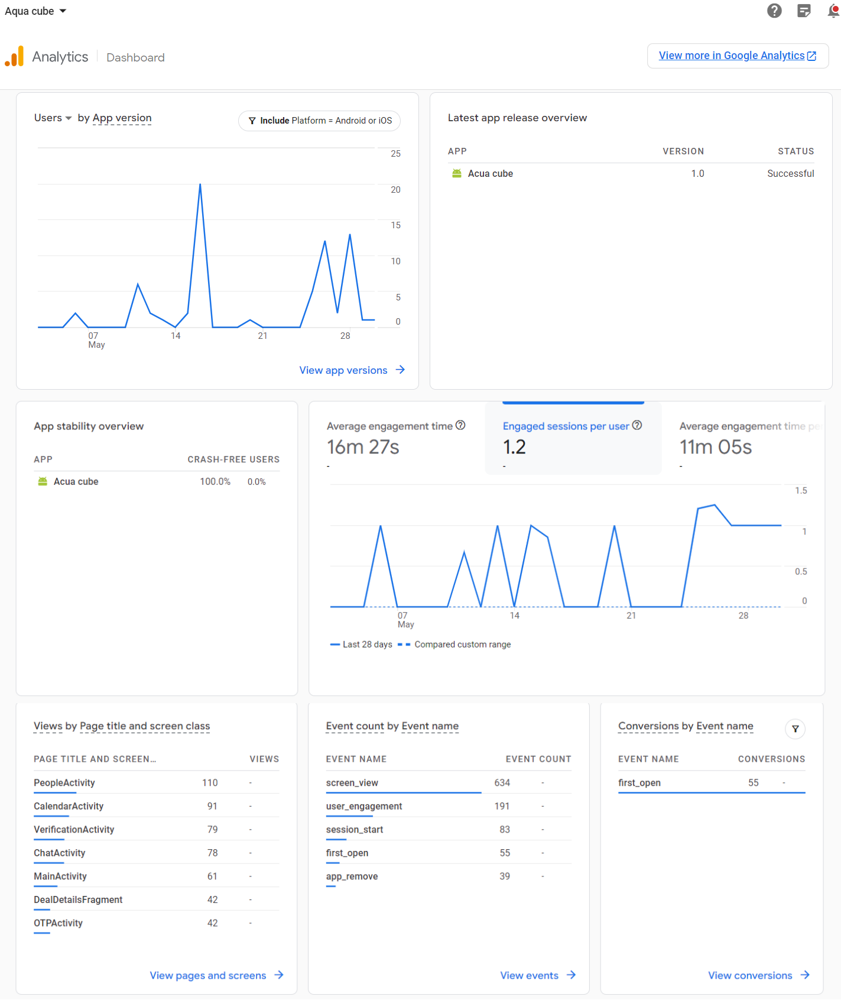 Aqua cube
Analytics Dashboard
View more in Google Analytics
Users by App version
Include Platform = Android or iOS
25
20
15
10
5
0
07 14 21 28
May
View app versions
Latest app release overview
APP VERSION STATUS
Acua cube 1.0 Successful
App stability overview
APP CRASH-FREE USERS
Acua cube 100.0% 0.0%
Average engagement time Engaged sessions per user Average engagement time pe
16m 27s 1.2 11m 05s
- - -
1.5
1
0.5
0
07 14 21 28
May
Last 28 days Compared custom range
Views by Page title and screen class
PAGE TITLE AND SCREEN... VIEWS
PeopleActivity 110 -
CalendarActivity 91 -
VerificationActivity 79 -
ChatActivity 78 -
MainActivity 61 -
DealDetailsFragment 42 -
OTPActivity 42 -
View pages and screens
Event count by Event name
EVENT NAME EVENT COUNT
screen_view 634 -
user_engagement 191 -
session_start 83 -
first_open 55 -
app_remove 39 -
View events
Conversions by Event name
EVENT NAME CONVERSIONS
first_open 55 -
View conversions